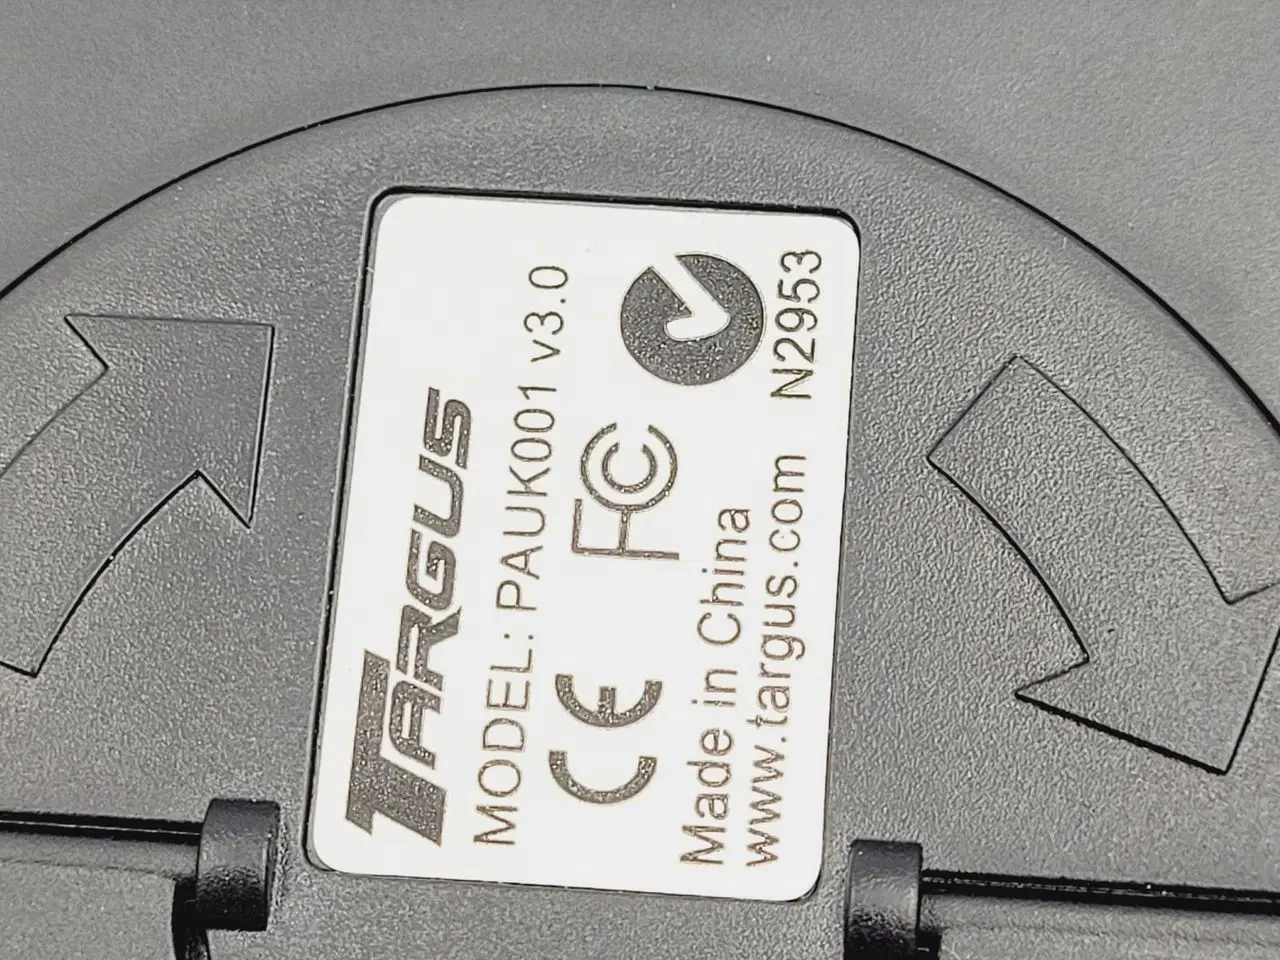 TARGUS
MODEL: PAUK001 v3.0
CE FC
Made in China
www.targus.com N2953